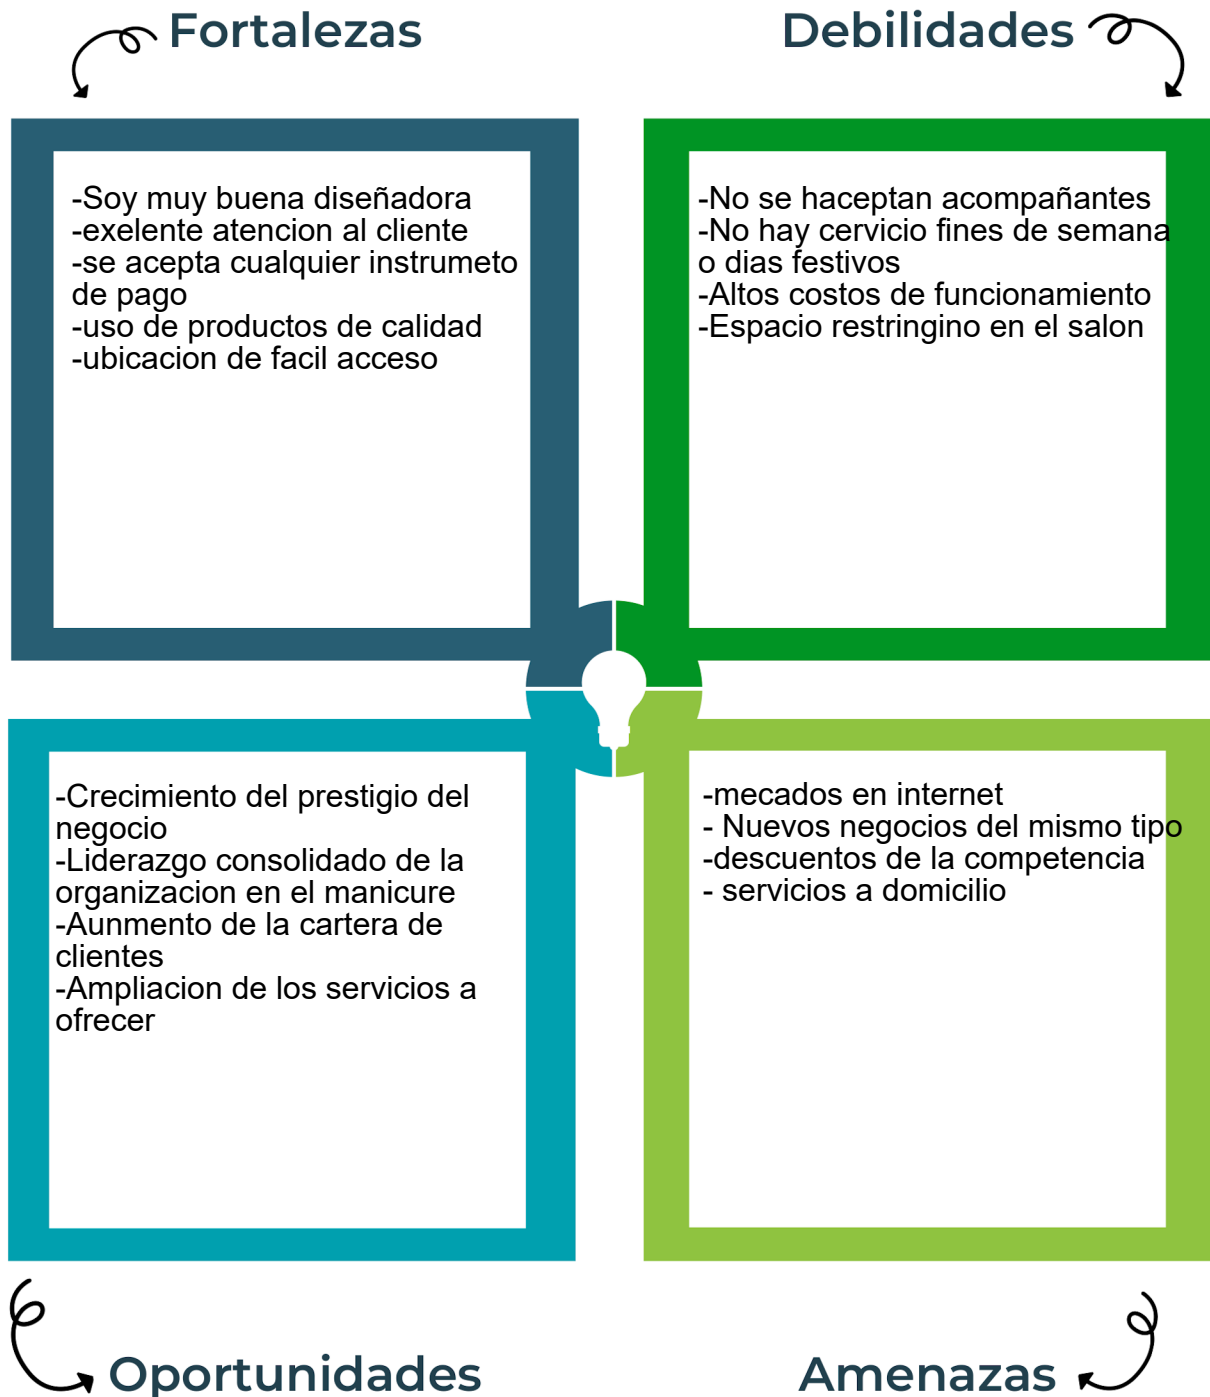 Fortalezas
-Soy muy buena diseñadora
-exelente atencion al cliente
-se acepta cualquier instrumeto
de pago
-uso de productos de calidad
-ubicacion de facil acceso
Debilidades
-No se haceptan acompañantes
-No hay cervicio fines de semana
o dias festivos
-Altos costos de funcionamiento
-Espacio restringino en el salon
-Crecimiento del prestigio del
negocio
-Liderazgo consolidado de la
organizacion en el manicure
-Aunmento de la cartera de
clientes
-Ampliacion de los servicios a
ofrecer
Oportunidades
-mecados en internet
- Nuevos negocios del mismo tipo
-descuentos de la competencia
- servicios a domicilio
Amenazas